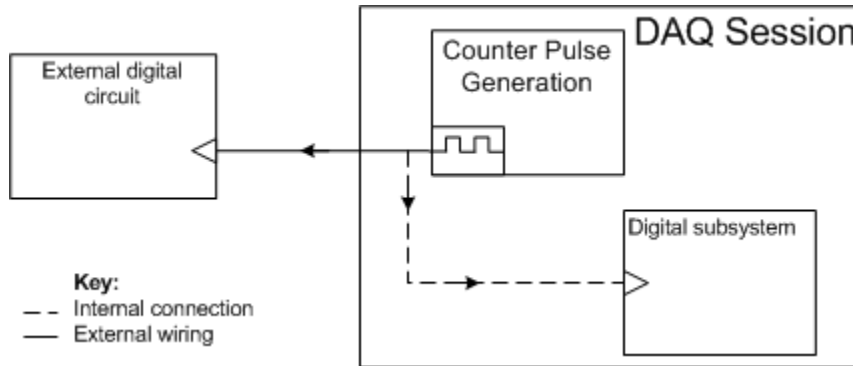 DAQ Session
Counter Pulse
Generation
External digital
circuit
Digital subsystem
Key:
Internal connection
External wiring